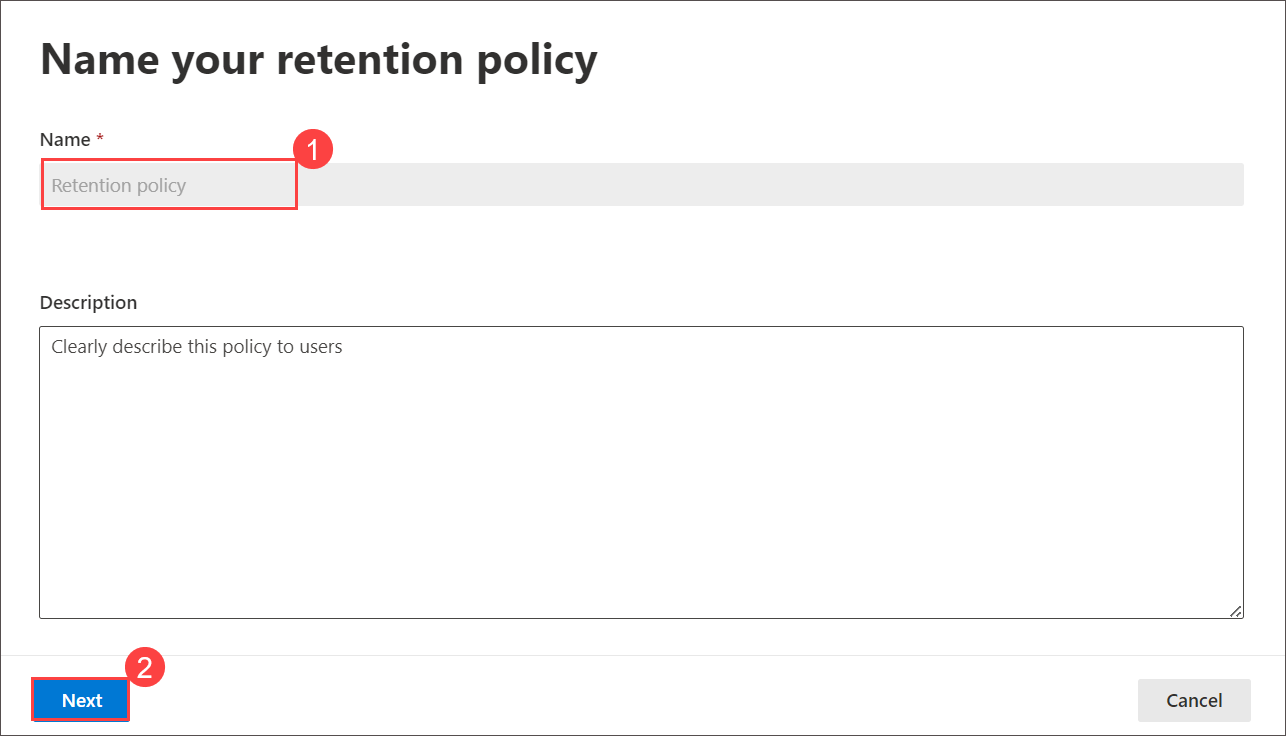 Name your retention policy
Name *
1
Retention policy
Description
Clearly describe this policy to users
2
Next
Cancel